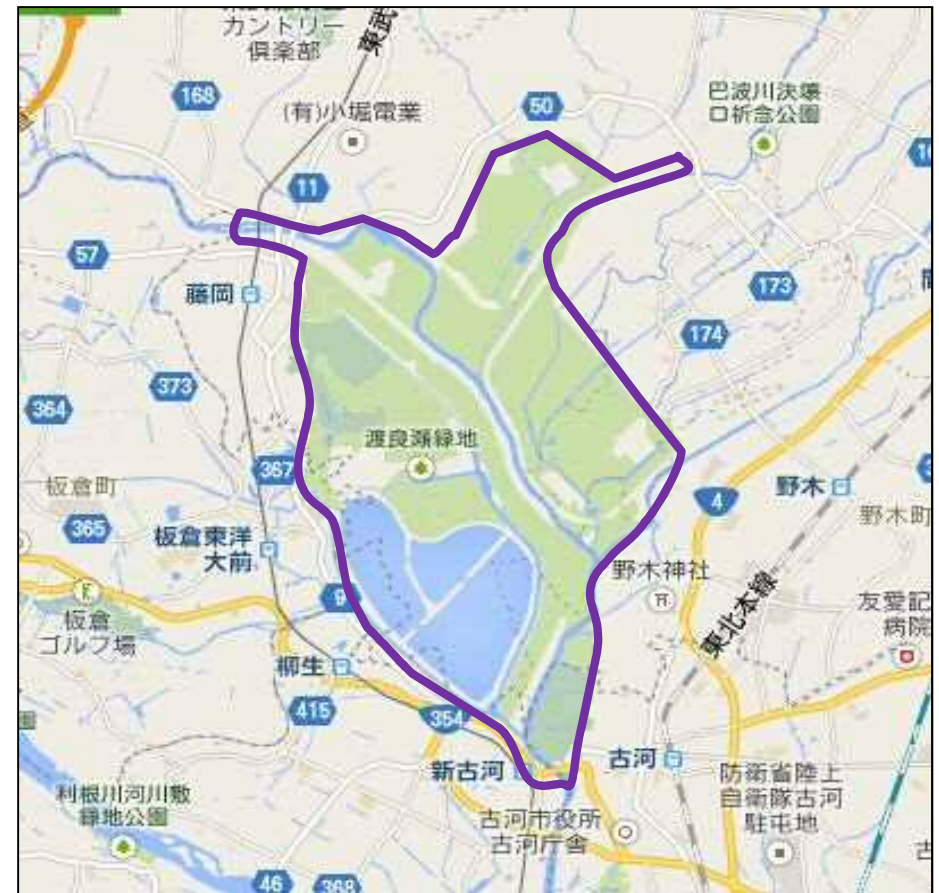 カントリー
倶楽部
東武
168
(有)小堀電業
50
巴波川決壊
口祈念公園
11
57
藤岡
173
174
373
364
渡良瀬緑地
367
板倉町
野木
4
365
野木町
板倉東洋
大前
野木神社
9
東北本線
友愛記
病院
板倉
ゴルフ場
柳生
415
354
新古河
古河
防衛省陸上
自衛隊古河
駐屯地
利根川河川敷
緑地公園
古河市役所
古河庁舎
46
368